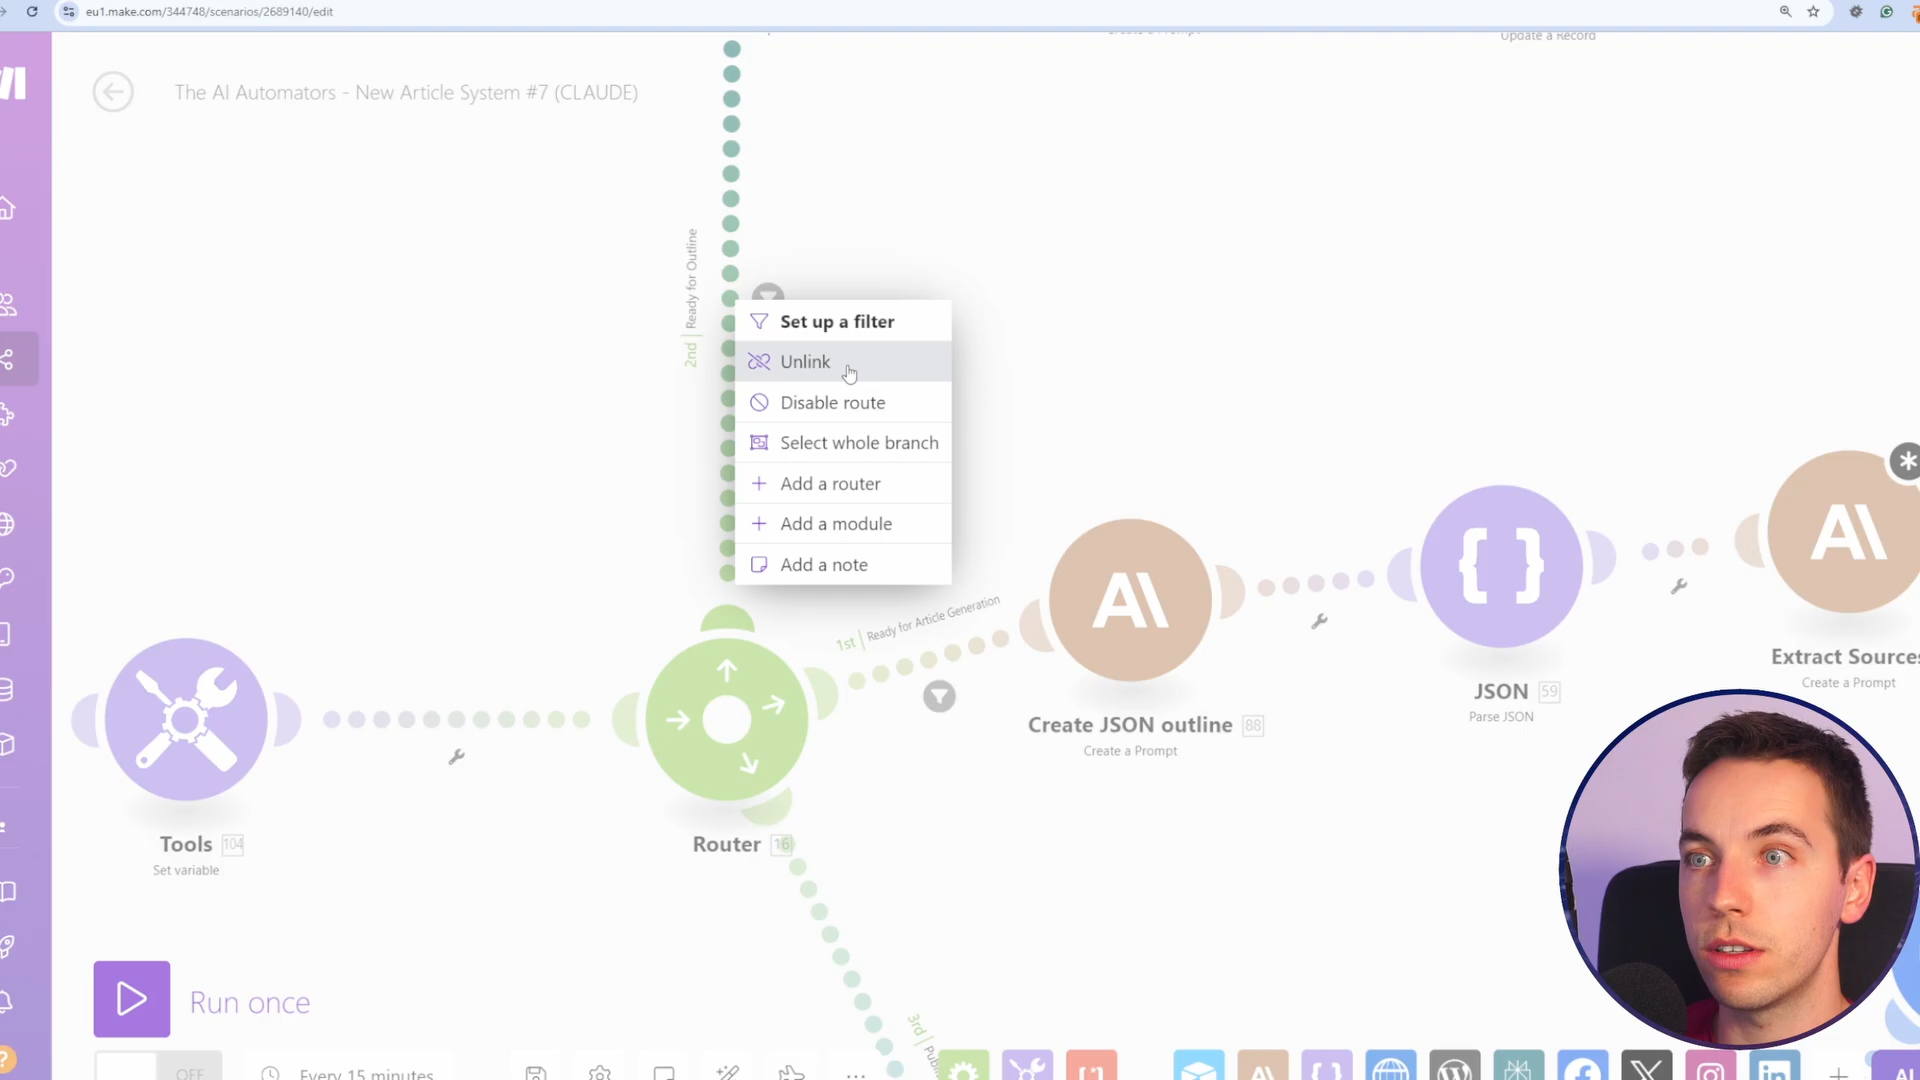 eu1.make.com/344748/scenarios/2689140/edit
Update a Record
The AI Automators - New Article System #7 (CLAUDE)
2nd | Ready for Outline
Set up a filter
Unlink
Disable route
Select whole branch
Add a router
Add a module
Add a note
1st | Ready for Article Generation
Create JSON outline 88
Create a Prompt
JSON 59
Parse JSON
Extract Sources
Create a Prompt
Tools 104
Set variable
Router 16
3rd
Run once
OFF
Every 15 minutes